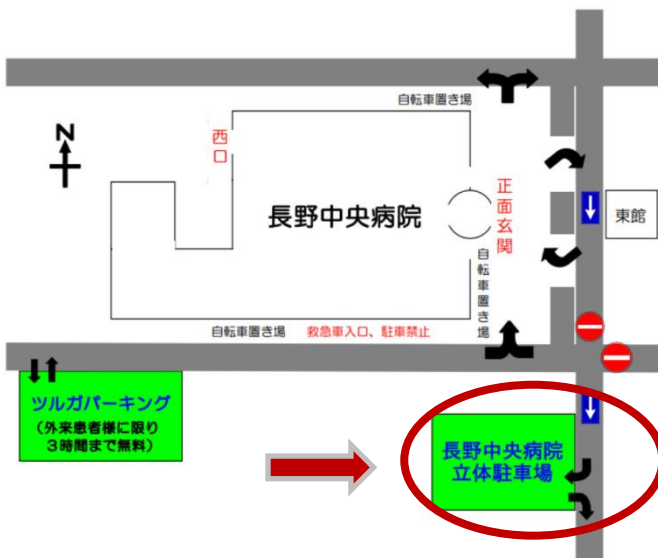 自転車置き場
N
西口
長野中央病院
正面玄関
東館
自転車置き場
自転車置き場
救急車入口、駐車禁止
ツルガパーキング
（外来患者様に限り
３時間まで無料）
長野中央病院
立体駐車場